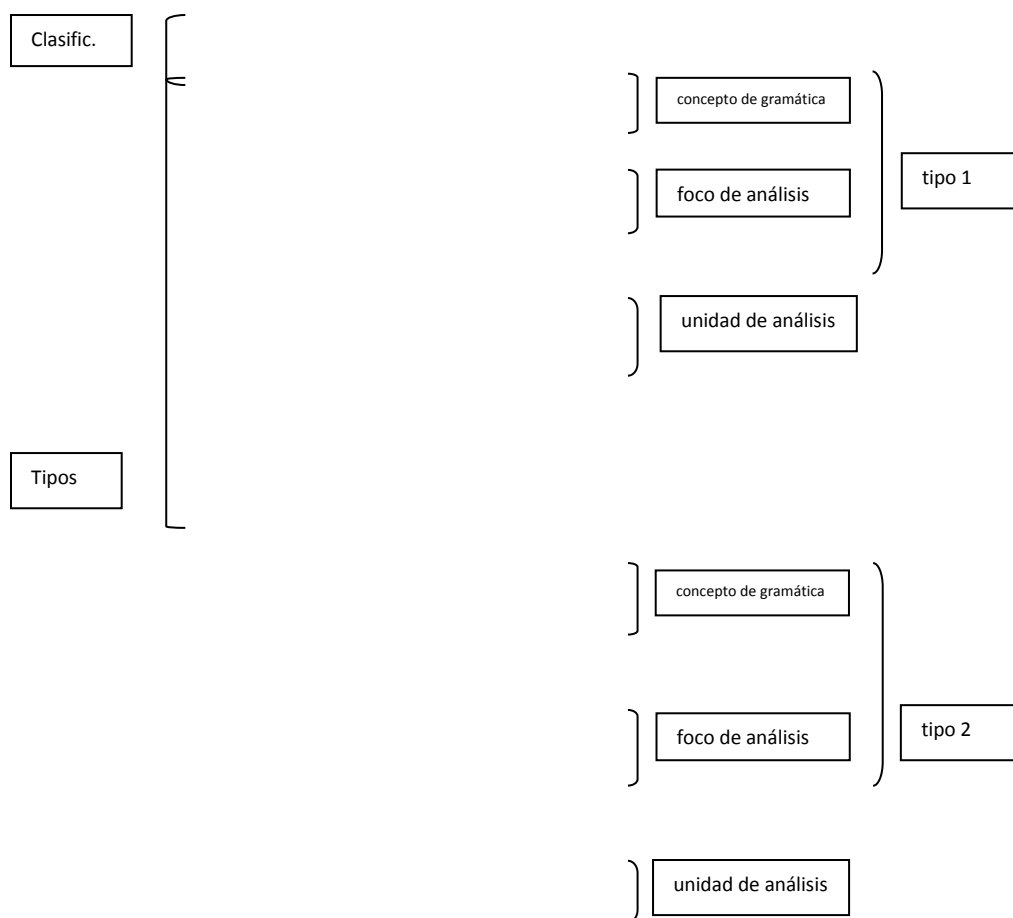 Clasific.
concepto de gramática
tipo 1
foco de análisis
unidad de análisis
Tipos
concepto de gramática
foco de análisis
tipo 2
unidad de análisis